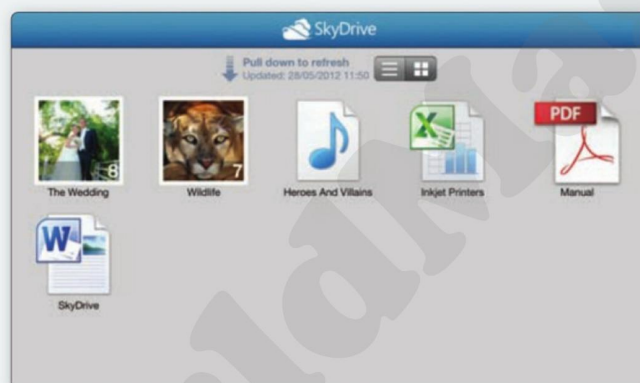 SkyDrive
Pull down to refresh
Updated: 28/05/2012 11:50
8
7
PDF
The Wedding
Wildlife
Heroes And Villains
Inkjet Printers
Manual
W
SkyDrive